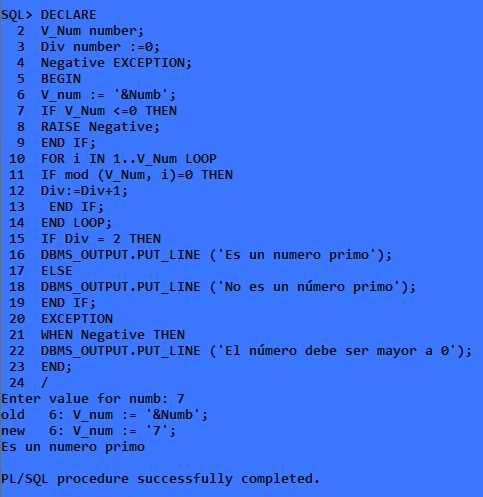 SQL> DECLARE
  2  V_Num number;
  3  Div number :=0;
  4  Negative EXCEPTION;
  5  BEGIN
  6  V_num := '&Numb';
  7  IF V_Num <=0 THEN
  8  RAISE Negative;
  9  END IF;
 10  FOR i IN 1..V_Num LOOP
 11  IF mod (V_Num, i)=0 THEN
 12  Div:=Div+1;
 13   END IF;
 14  END LOOP;
 15  IF Div = 2 THEN
 16  DBMS_OUTPUT.PUT_LINE ('Es un numero primo');
 17  ELSE
 18  DBMS_OUTPUT.PUT_LINE ('No es un número primo');
 19  END IF;
 20  EXCEPTION
 21  WHEN Negative THEN
 22  DBMS_OUTPUT.PUT_LINE ('El número debe ser mayor a 0');
 23  END;
 24  /
Enter value for numb: 7
old   6: V_num := '&Numb';
new   6: V_num := '7';
Es un numero primo
PL/SQL procedure successfully completed.